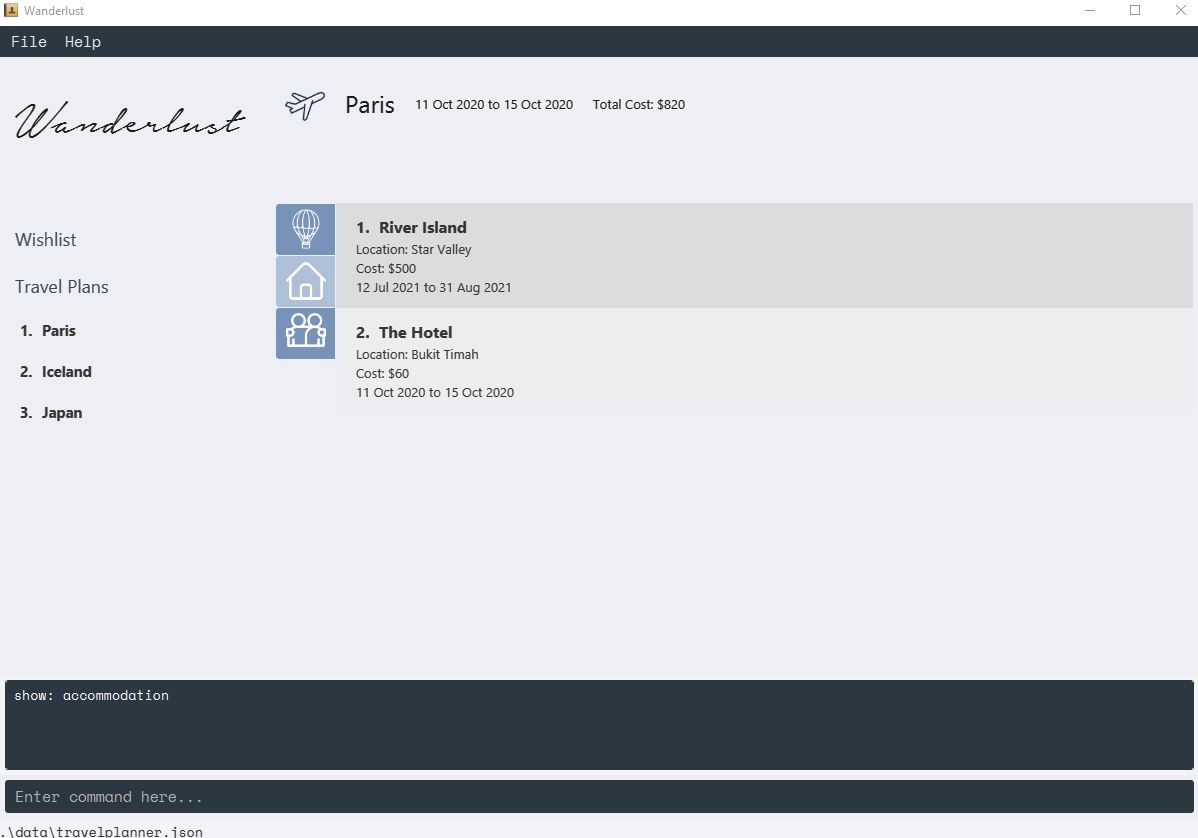 Wanderlust
File Help
Wanderlust
Paris 11 Oct 2020 to 15 Oct 2020 Total Cost: $820
Wishlist
Travel Plans
1. Paris
2. Iceland
3. Japan
1. River Island
Location: Star Valley
Cost: $500
12 Jul 2021 to 31 Aug 2021
2. The Hotel
Location: Bukit Timah
Cost: $60
11 Oct 2020 to 15 Oct 2020
show: accommodation
Enter command here...
.\data\travelplanner.json